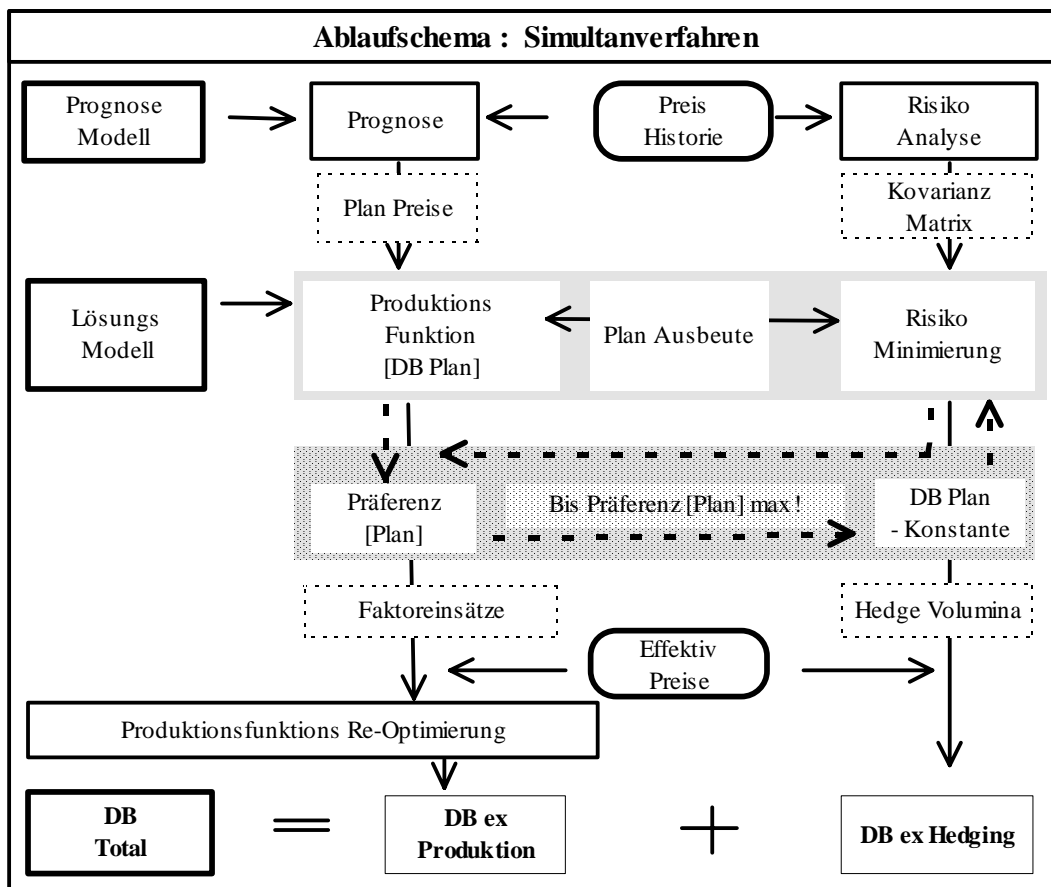 Ablaufschema : Simultanverfahren
Prognose
Modell
Prognose
Preis
Historie
Risiko
Analyse
Plan Preise
Kovarianz
Matrix
Lösungs
Modell
Produktions
Funktion
[DB Plan]
Plan Ausbeute
Risiko
Minimierung
Präferenz
[Plan]
Bis Präferenz [Plan] max !
DB Plan
- Konstante
Faktoreinsätze
Hedge Volumina
Effektiv
Preise
Produktionsfunktions Re-Optimierung
DB
Total
=
DB ex
Produktion
+
DB ex Hedging